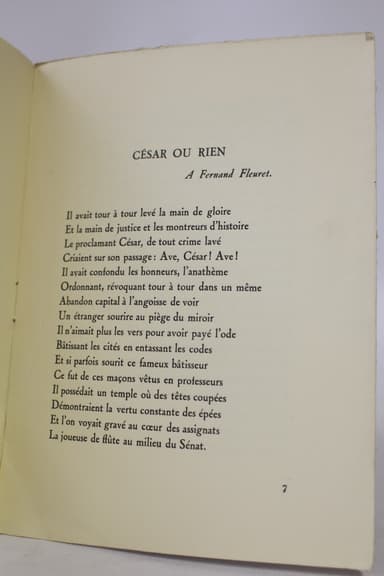 CÉSAR OU RIEN
A Fernand Fleuret.
Il avait tour à tour levé la main de gloire
Et la main de justice et les montreurs d'histoire
Le proclamant César, de tout crime lavé
Criaient sur son passage : Ave, César ! Ave !
Il avait confondu les honneurs, l'anathème
Ordonnant, révoquant tour à tour dans un même
Abandon capital à l'angoisse de voir
Un étranger sourire au piège du miroir
Il n'aimait plus les vers pour avoir payé l'ode
Bâtissant les cités en entassant les codes
Et si parfois sourit ce fameux bâtisseur
Ce fut de ces maçons vêtus en professeurs
Il possédait un temple où des têtes coupées
Démontraient la vertu constante des épées
Et l'on voyait gravé au cœur des assignats
La joueuse de flûte au milieu du Sénat.
7